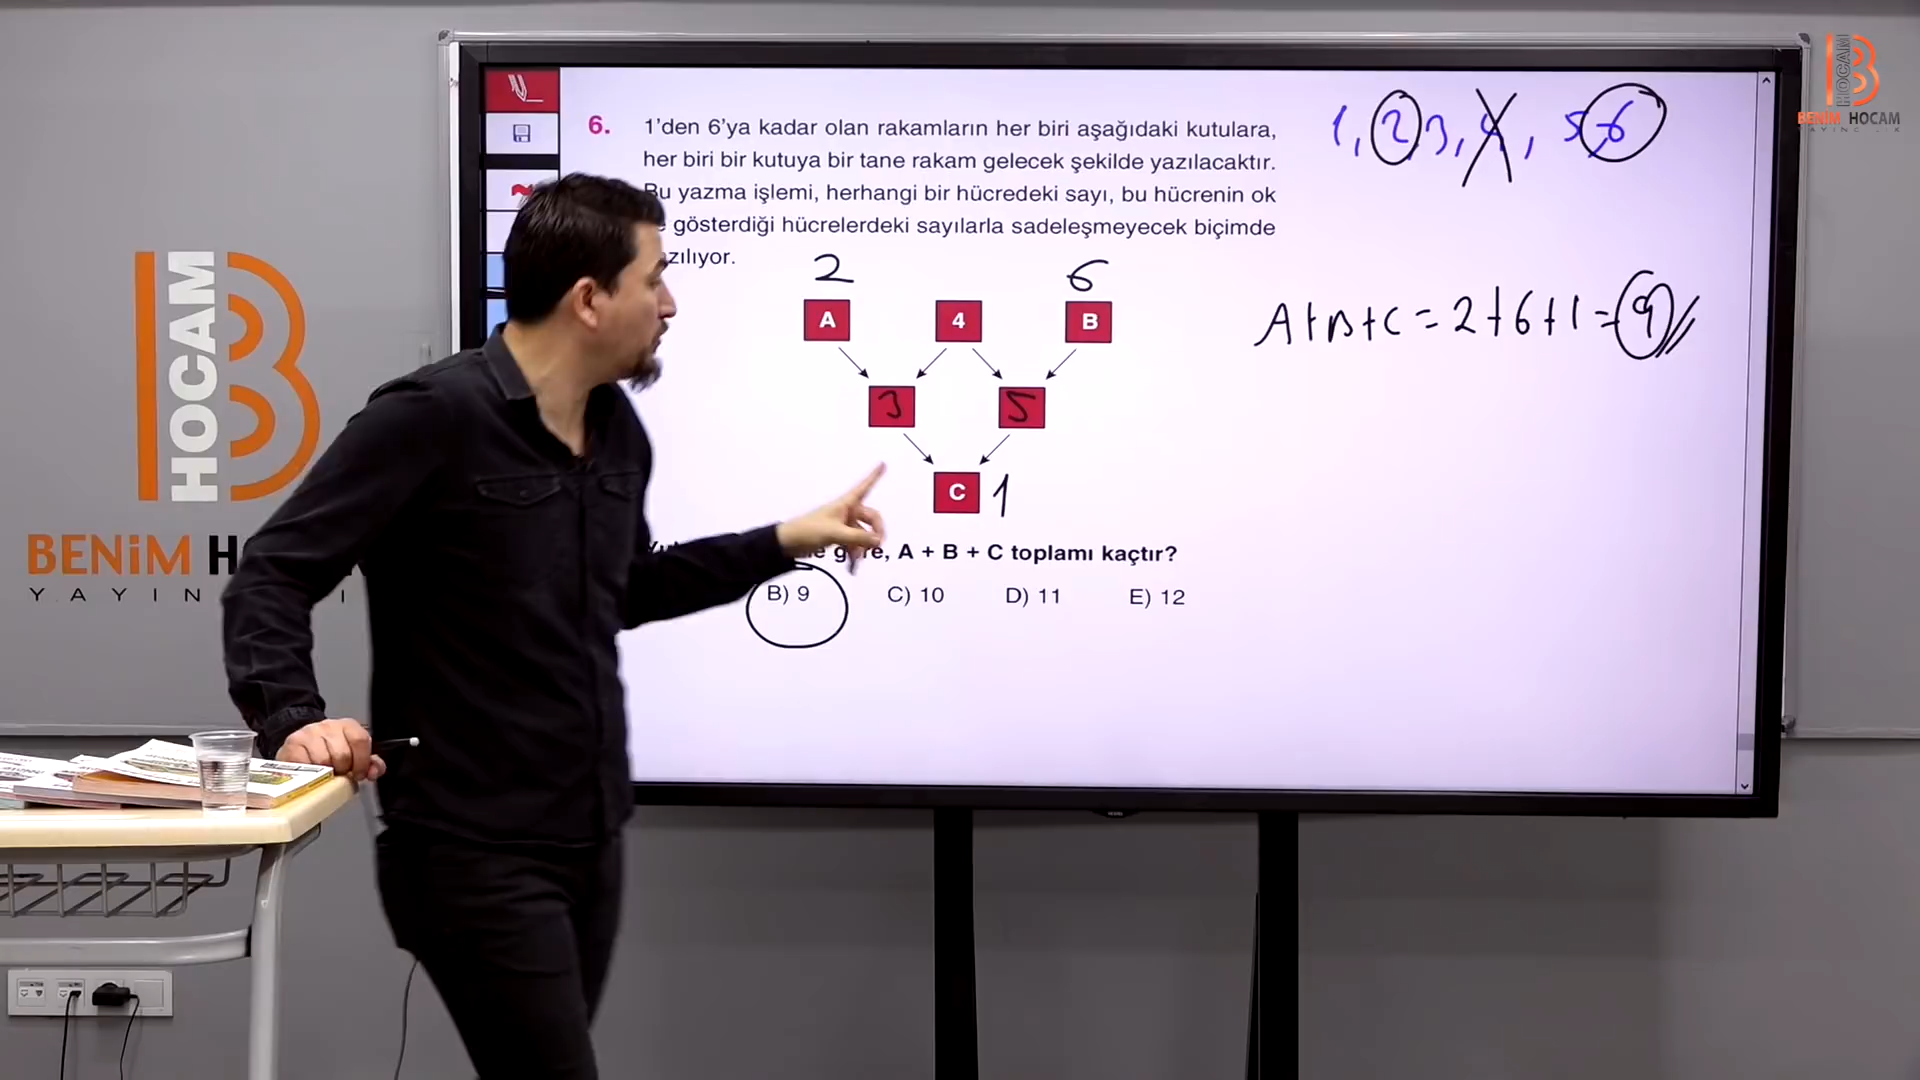 6. 1'den 6'ya kadar olan rakamların her biri aşağıdaki kutulara,
her biri bir kutuya bir tane rakam gelecek şekilde yazılacaktır.
Bu yazma işlemi, herhangi bir hücredeki sayı, bu hücrenin ok
gösterdiği hücrelerdeki sayılarla sadeleşmeyecek biçimde
zılıyor.
1, 2 3, 4, 5, 6
2 6
A 4 B
3 5
C 1
A+B+C = 2+6+1 = 9
A + B + C toplamı kaçtır?
B) 9 C) 10 D) 11 E) 12
B HOCAM
BENİM H
YAYIN
B HOCAM
BENİM HOCAM
YAYINCILIK